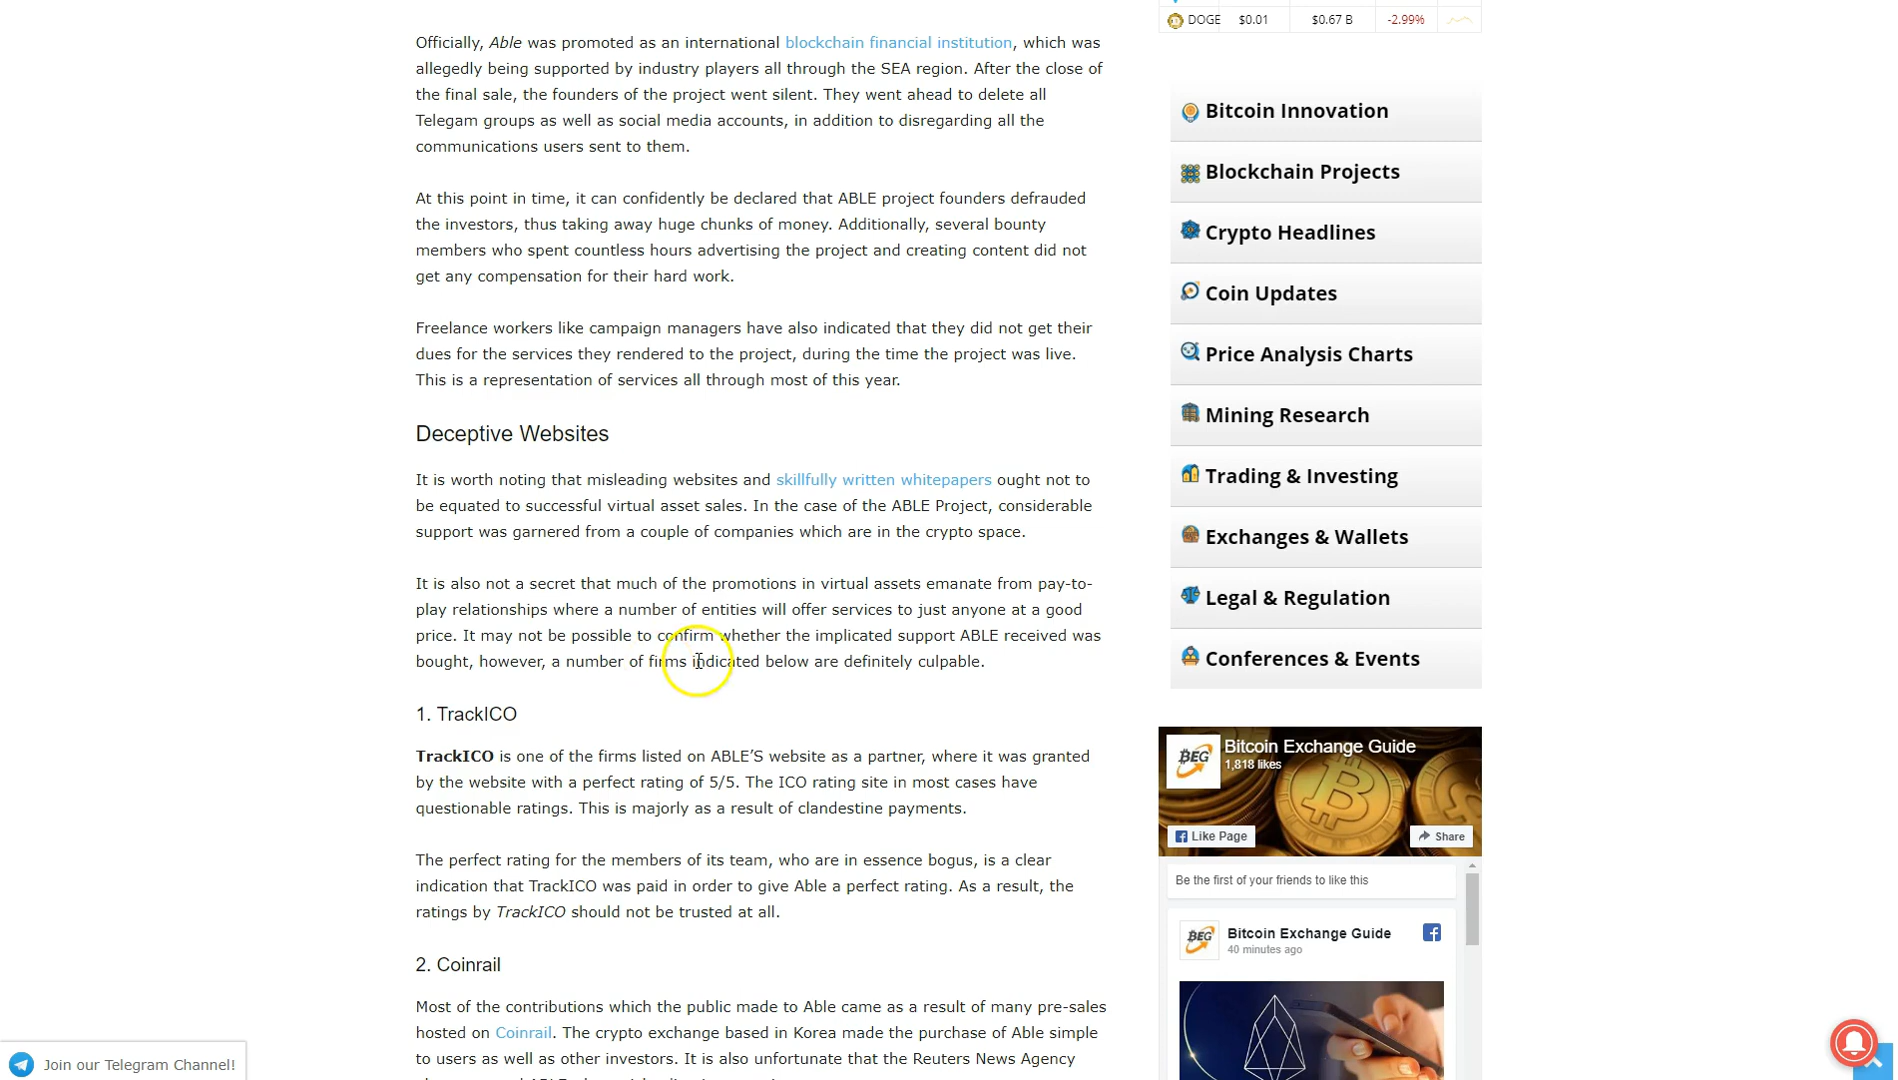 Officially, Able was promoted as an international blockchain financial institution, which was
allegedly being supported by industry players all through the SEA region. After the close of
the final sale, the founders of the project went silent. They went ahead to delete all
Telegam groups as well as social media accounts, in addition to disregarding all the
communications users sent to them.
At this point in time, it can confidently be declared that ABLE project founders defrauded
the investors, thus taking away huge chunks of money. Additionally, several bounty
members who spent countless hours advertising the project and creating content did not
get any compensation for their hard work.
Freelance workers like campaign managers have also indicated that they did not get their
dues for the services they rendered to the project, during the time the project was live.
This is a representation of services all through most of this year.
Deceptive Websites
It is worth noting that misleading websites and skillfully written whitepapers ought not to
be equated to successful virtual asset sales. In the case of the ABLE Project, considerable
support was garnered from a couple of companies which are in the crypto space.
It is also not a secret that much of the promotions in virtual assets emanate from pay-to-
play relationships where a number of entities will offer services to just anyone at a good
price. It may not be possible to confirm whether the implicated support ABLE received was
bought, however, a number of firms indicated below are definitely culpable.
1. TrackICO
TrackICO is one of the firms listed on ABLE’S website as a partner, where it was granted
by the website with a perfect rating of 5/5. The ICO rating site in most cases have
questionable ratings. This is majorly as a result of clandestine payments.
The perfect rating for the members of its team, who are in essence bogus, is a clear
indication that TrackICO was paid in order to give Able a perfect rating. As a result, the
ratings by TrackICO should not be trusted at all.
2. Coinrail
Most of the contributions which the public made to Able came as a result of many pre-sales
hosted on Coinrail. The crypto exchange based in Korea made the purchase of Able simple
to users as well as other investors. It is also unfortunate that the Reuters News Agency
DOGE $0.01 $0.67 B -2.99%
Bitcoin Innovation
Blockchain Projects
Crypto Headlines
Coin Updates
Price Analysis Charts
Mining Research
Trading & Investing
Exchanges & Wallets
Legal & Regulation
Conferences & Events
BEG
Bitcoin Exchange Guide
1,818 likes
Like Page
Share
Be the first of your friends to like this
BEG
Bitcoin Exchange Guide
40 minutes ago
Join our Telegram Channel!